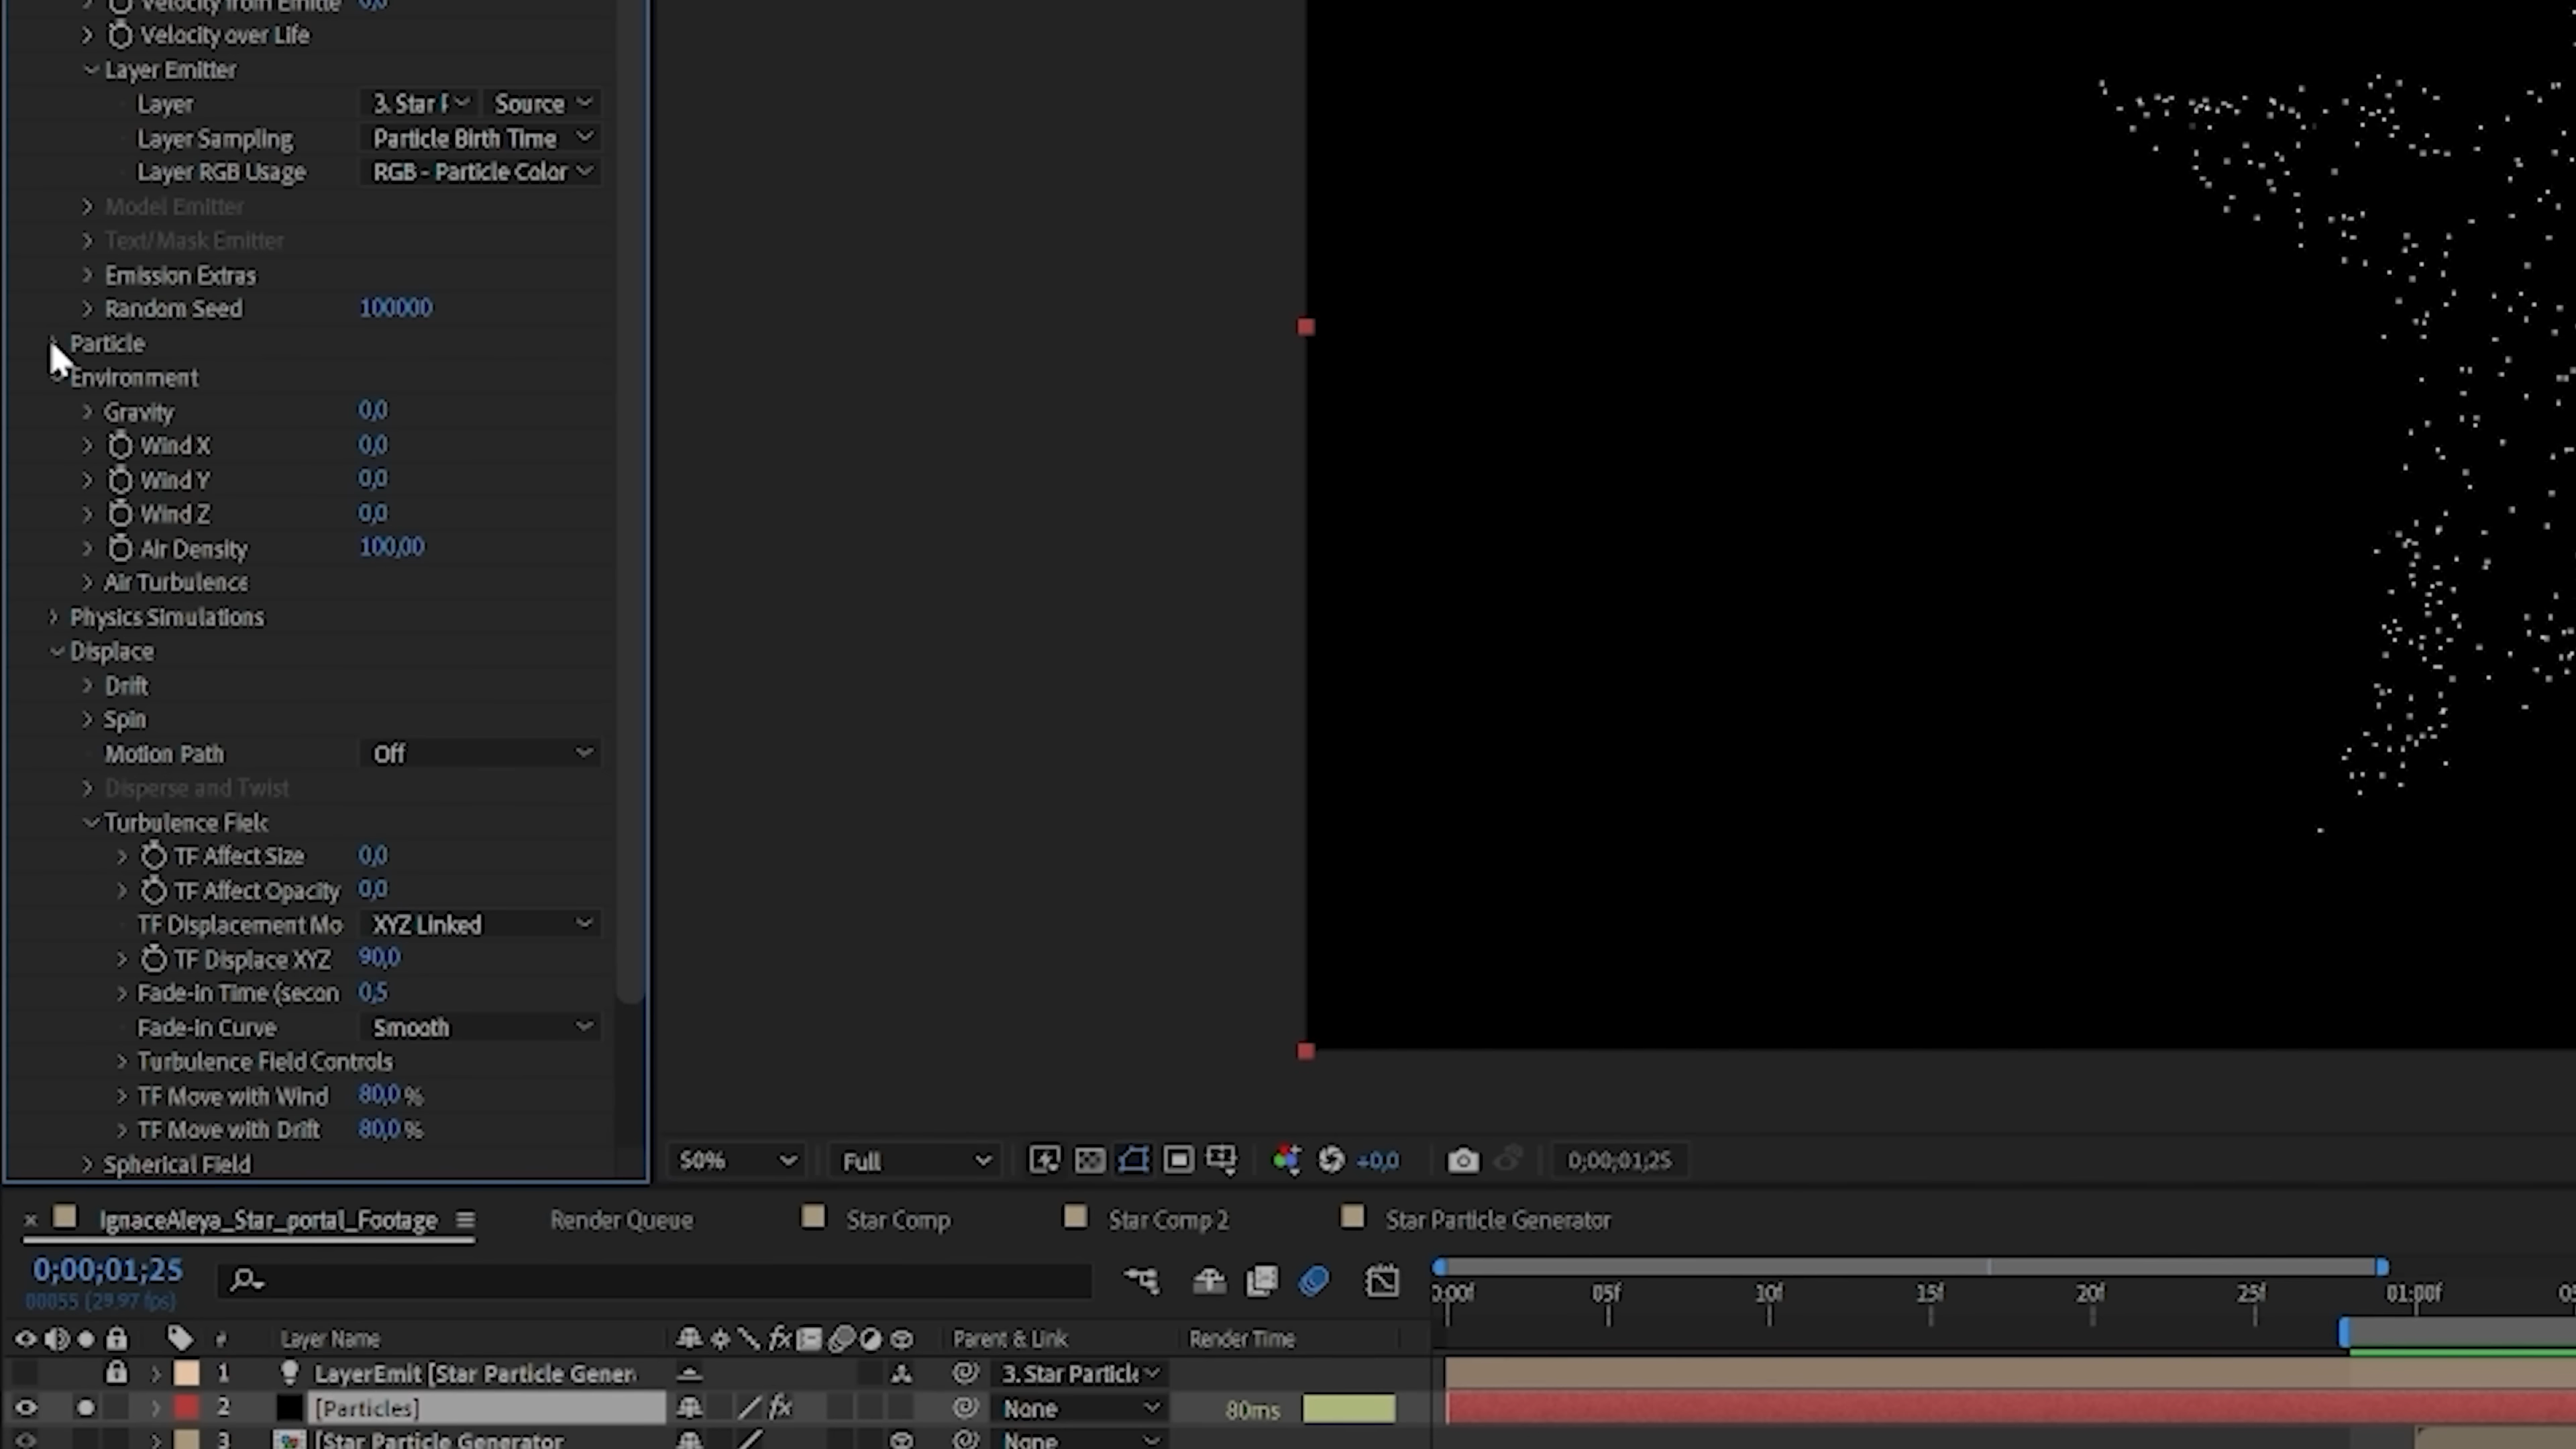 Velocity from Emitte 0,0
Velocity over Life
Layer Emitter
Layer 3. Star Source
Layer Sampling Particle Birth Time
Layer RGB Usage RGB - Particle Color
Model Emitter
Text/Mask Emitter
Emission Extras
Random Seed 100000
Particle
Environment
Gravity 0,0
Wind X 0,0
Wind Y 0,0
Wind Z 0,0
Air Density 100,00
Air Turbulence
Physics Simulations
Displace
Drift
Spin
Motion Path Off
Disperse and Twist
Turbulence Field
TF Affect Size 0,0
TF Affect Opacity 0,0
TF Displacement Mo XYZ Linked
TF Displace XYZ 90,0
Fade-in Time (secon 0,5
Fade-in Curve Smooth
Turbulence Field Controls
TF Move with Wind 80,0 %
TF Move with Drift 80,0 %
Spherical Field
50% Full +0,0 0;00;01;25
IgnaceAleya_Star_portal_Footage Render Queue Star Comp Star Comp 2 Star Particle Generator
0;00;01;25
00055 (29.97 fps)
0:00f 05f 10f 15f 20f 25f 01:00f
# Layer Name fx Parent & Link Render Time
1 LayerEmit [Star Particle Gener 3. Star Particle
2 [Particles] fx None 80ms
3 [Star Particle Generator None